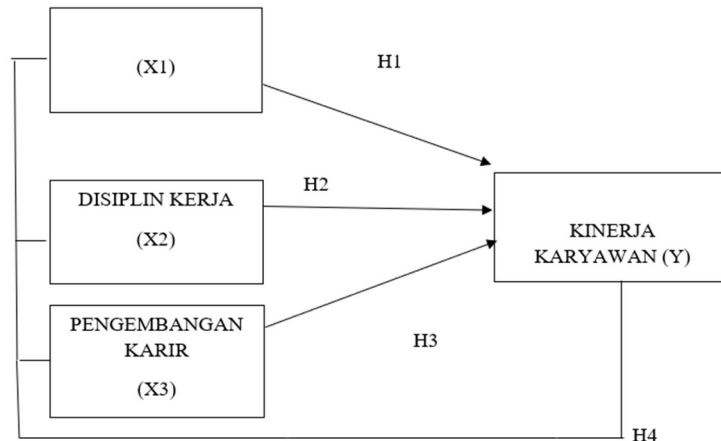 (X1)
H1
DISIPLIN KERJA
(X2)
H2
KINERJA
KARYAWAN (Y)
PENGEMBANGAN
KARIR
(X3)
H3
H4